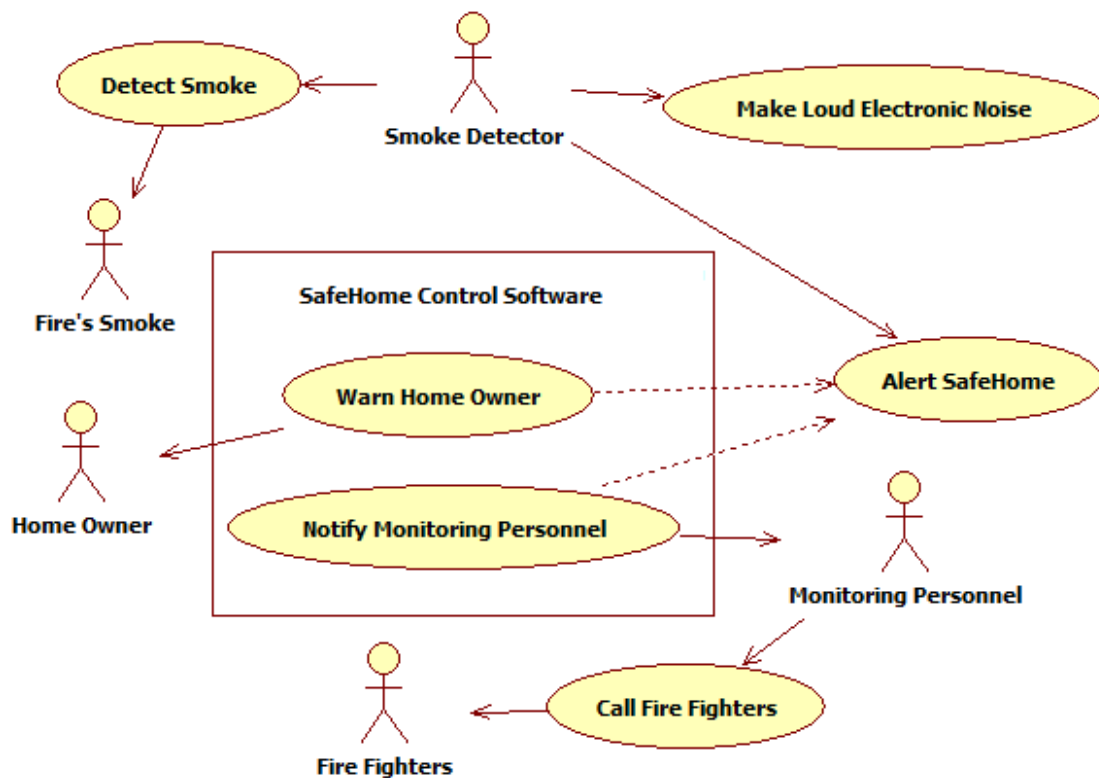 Detect Smoke
Make Loud Electronic Noise
Smoke Detector
Fire's Smoke
SafeHome Control Software
Warn Home Owner
Alert SafeHome
Home Owner
Notify Monitoring Personnel
Monitoring Personnel
Call Fire Fighters
Fire Fighters